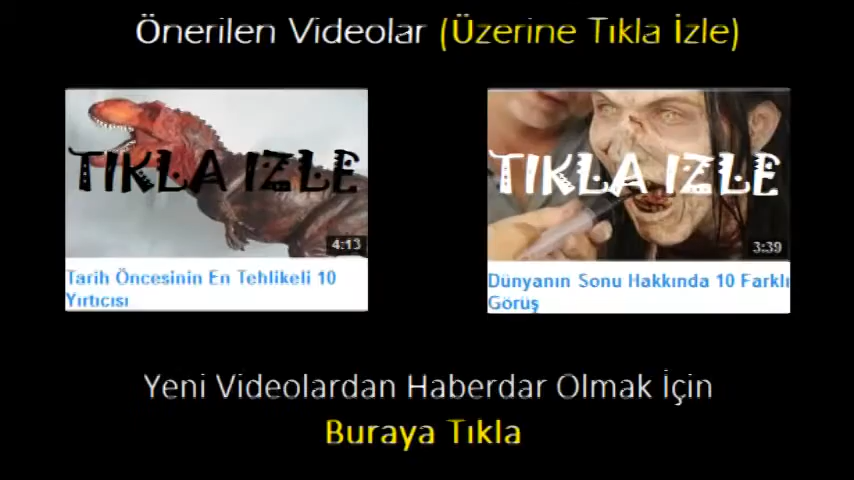 Önerilen Videolar (Üzerine Tıkla İzle)
TIKLA IZLE
4:13
Tarih Öncesinin En Tehlikeli 10
Yırtıcısı
TIKLA IZLE
3:39
Dünyanın Sonu Hakkında 10 Farklı
Görüş
Yeni Videolardan Haberdar Olmak İçin
Buraya Tıkla